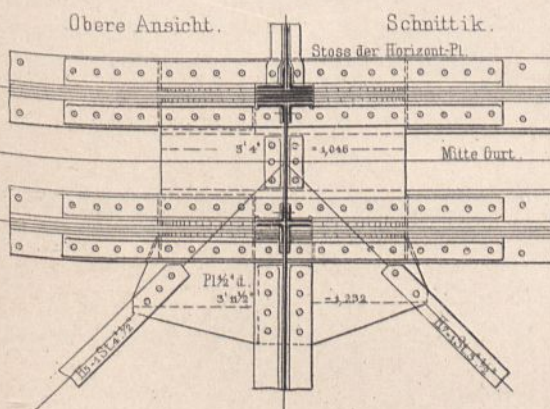 Obere Ansicht.
Schnitt i k.
Stoss der Horizont-Pl.
3' 4"
= 1,046
Mitte Gurt.
Pl ½" d.
3' 11½"
= 1,232